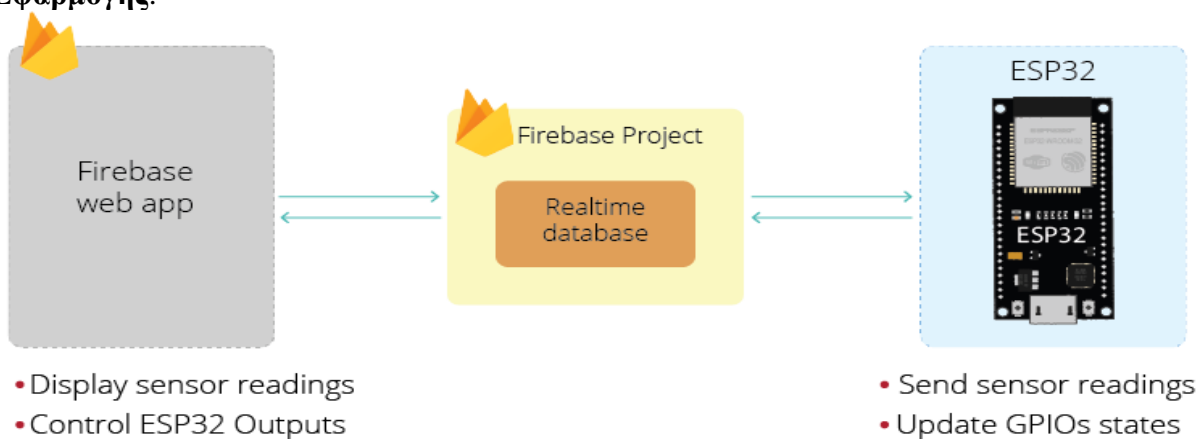 Εφαρμογής.
Firebase
web app
Firebase Project
Realtime
database
ESP32
ESP32
• Display sensor readings
• Control ESP32 Outputs
• Send sensor readings
• Update GPIOs states